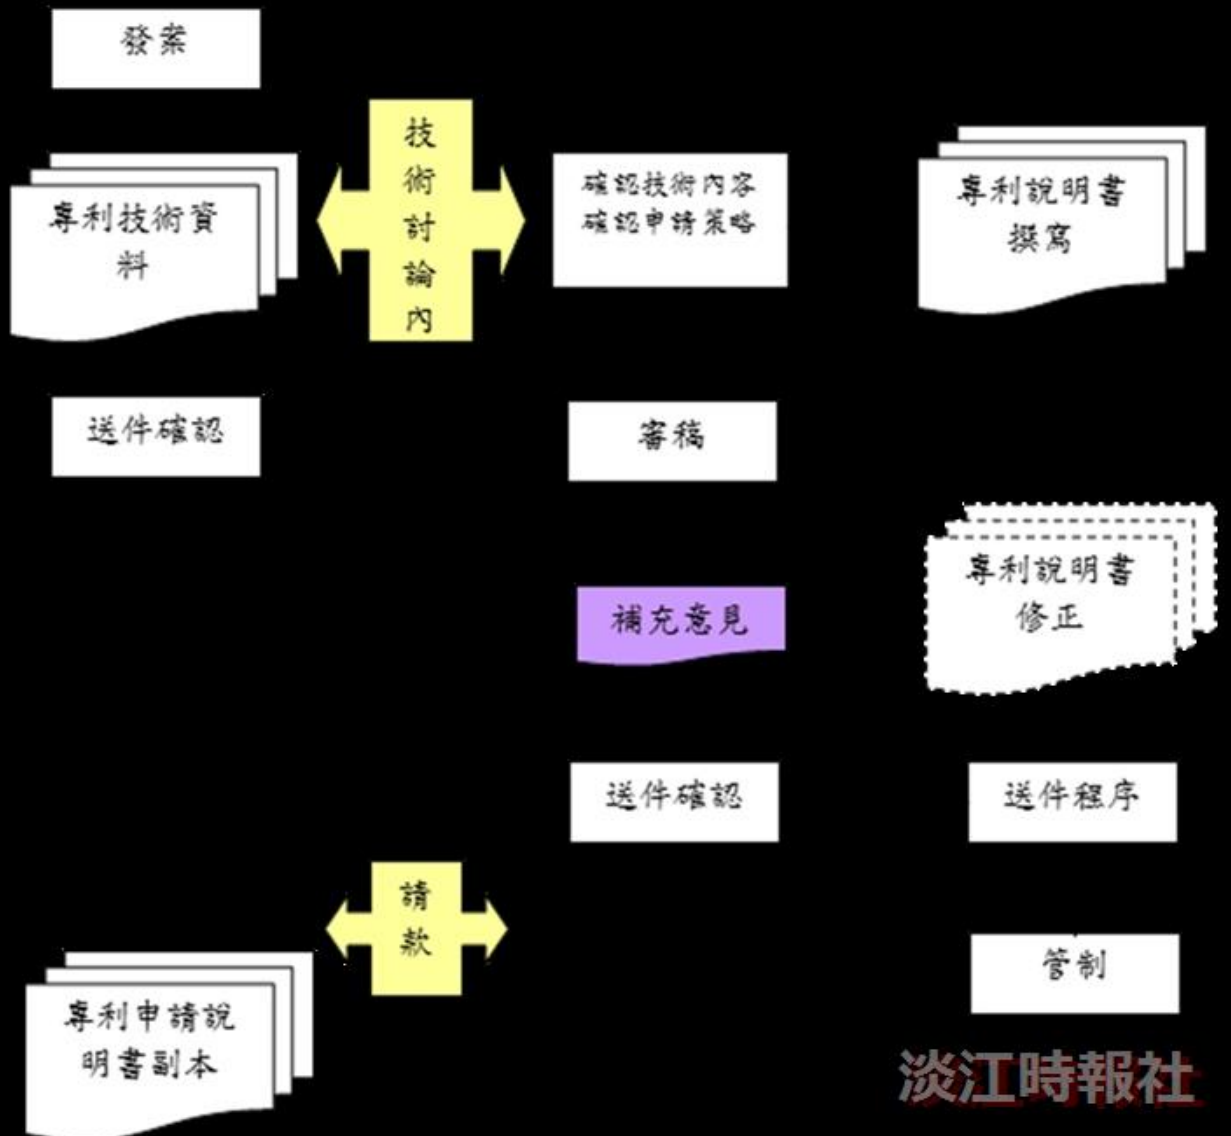 發案
專利技術資
料
技
術
討
論
內
確認技術內容
確認申請策略
專利說明書
撰寫
送件確認
審稿
專利說明書
修正
補充意見
送件確認
送件程序
請
款
管制
專利申請說
明書副本
淡江時報社